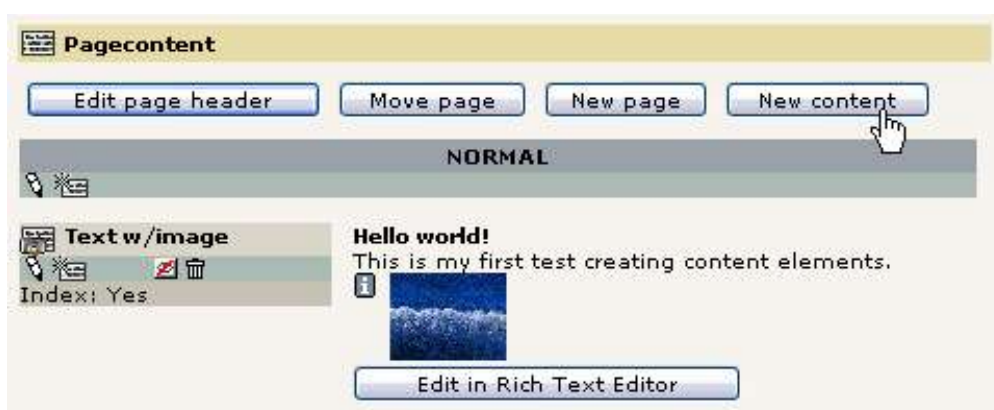 Pagecontent
Edit page header Move page New page New content
NORMAL
Text w/image
Index: Yes
Hello world!
This is my first test creating content elements.
Edit in Rich Text Editor